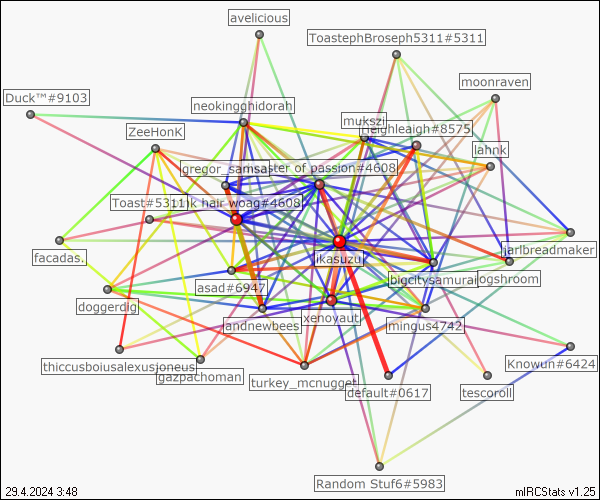 avelicious
ToastephBroseph5311#5311
moonraven
Duck™#9103
neokingghidorah
mukszi
ZeeHonK
neighleaigh#8575
lahnk
gregor_samsa
aster of passion#4608
Toast#5311
k hair-woag#4608
facadas.
ikasuzu
jarlbreadmaker
asad#6947
bigcitysamurai
ogshroom
doggerdig
andnewbees
xenoyaut
mingus4742
thiccusboiusalexusjoneus
gazpachoman
turkey_mcnugget
default#0617
Knowun#6424
tescoroll
Random Stuf6#5983
29.4.2024 3:48
mIRCStats v1.25